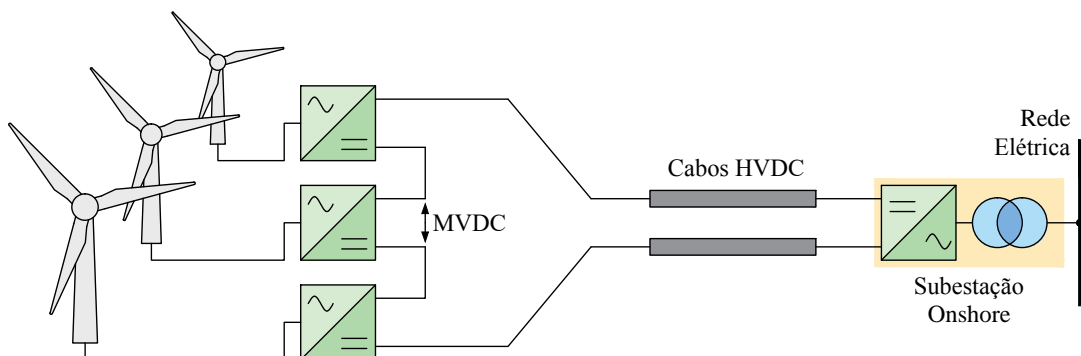 Rede
Elétrica
Cabos HVDC
MVDC
Subestação
Onshore